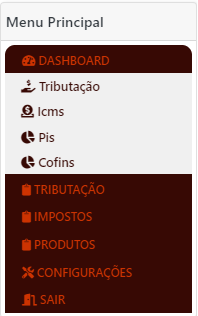 Menu Principal
DASHBOARD
Tributação
Icms
Pis
Cofins
TRIBUTAÇÃO
IMPOSTOS
PRODUTOS
CONFIGURAÇÕES
SAIR